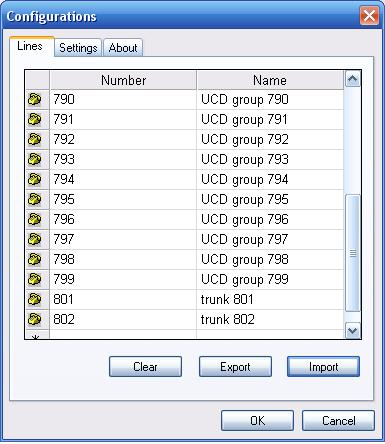 Configurations
Lines Settings About
Number Name
790 UCD group 790
791 UCD group 791
792 UCD group 792
793 UCD group 793
794 UCD group 794
795 UCD group 795
796 UCD group 796
797 UCD group 797
798 UCD group 798
799 UCD group 799
801 trunk 801
802 trunk 802
Clear Export Import
OK Cancel